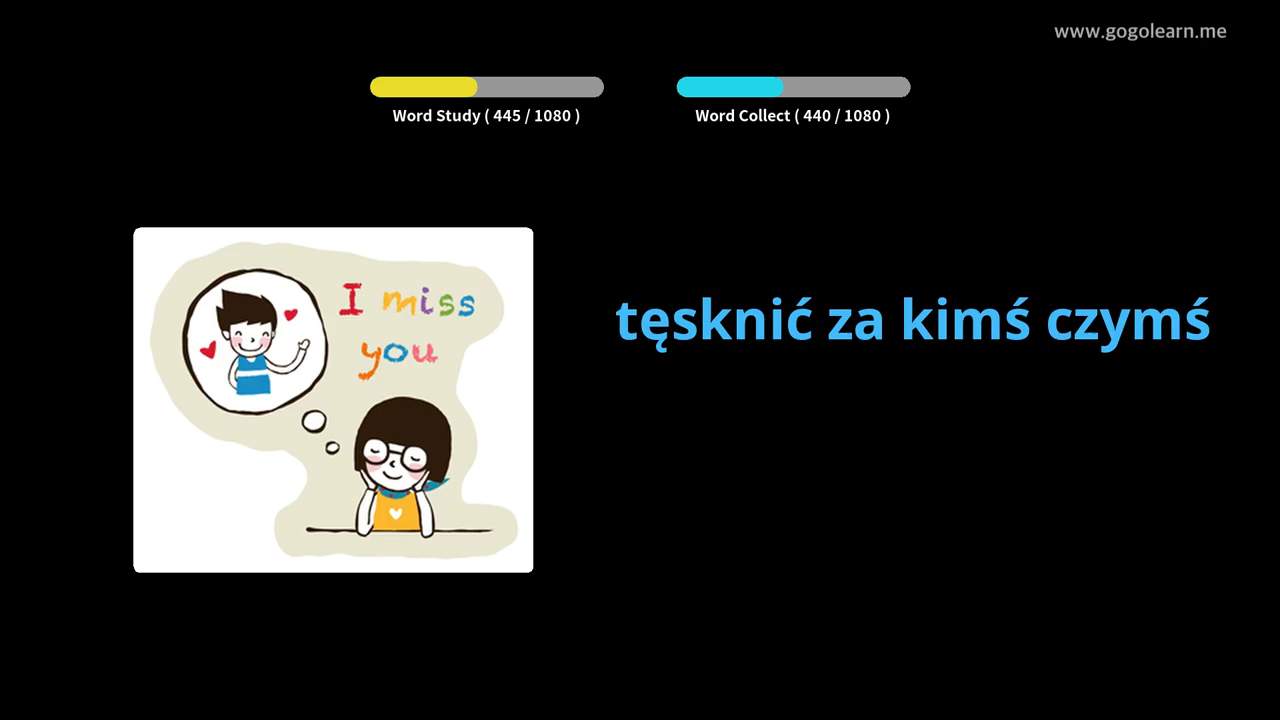 www.gogolearn.me
Word Study ( 445 / 1080 )
Word Collect ( 440 / 1080 )
I miss
you
tęsknić za kimś czymś